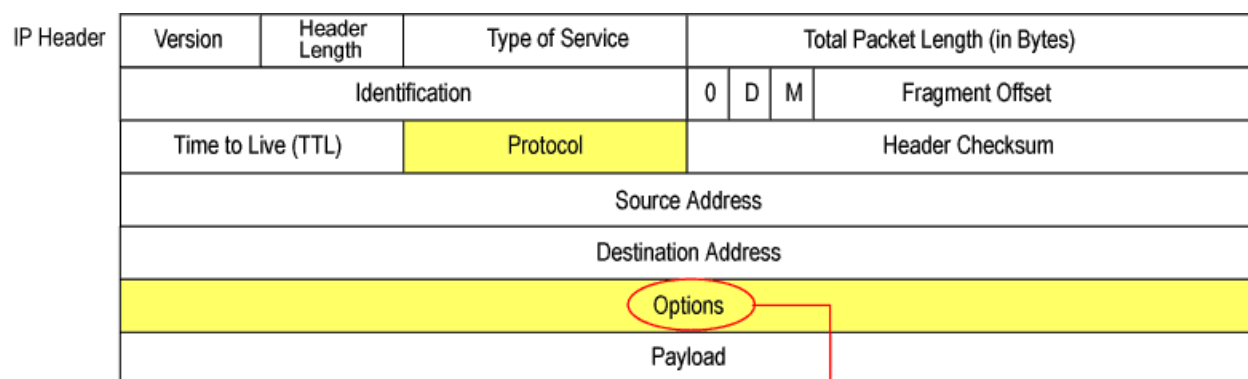 IP Header Version Header Length Type of Service Total Packet Length (in Bytes)
Identification 0 D M Fragment Offset
Time to Live (TTL) Protocol Header Checksum
Source Address
Destination Address
Options
Payload